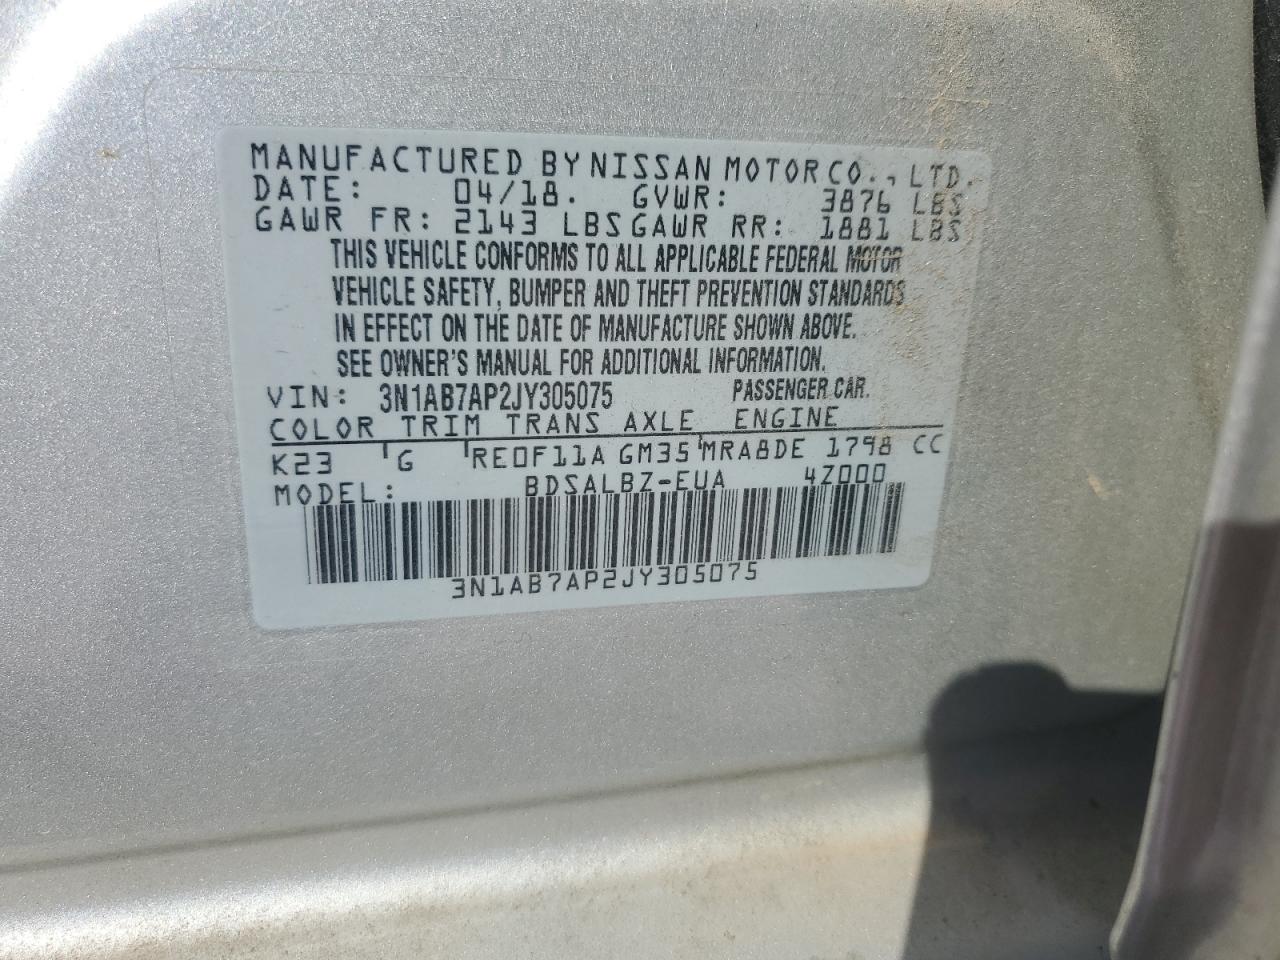 MANUFACTURED BY NISSAN MOTOR CO., LTD.
DATE: 04/18. GVWR: 3876 LBS
GAWR FR: 2143 LBS GAWR RR: 1881 LBS
THIS VEHICLE CONFORMS TO ALL APPLICABLE FEDERAL MOTOR
VEHICLE SAFETY, BUMPER AND THEFT PREVENTION STANDARDS
IN EFFECT ON THE DATE OF MANUFACTURE SHOWN ABOVE.
SEE OWNER'S MANUAL FOR ADDITIONAL INFORMATION.
VIN: 3N1AB7AP2JY305075 PASSENGER CAR.
COLOR TRIM TRANS AXLE ENGINE
K23 G RE0F11A GM35 MRA8DE 1798 CC
MODEL: BDSALBZ-EUA 4Z000
3N1AB7AP2JY305075